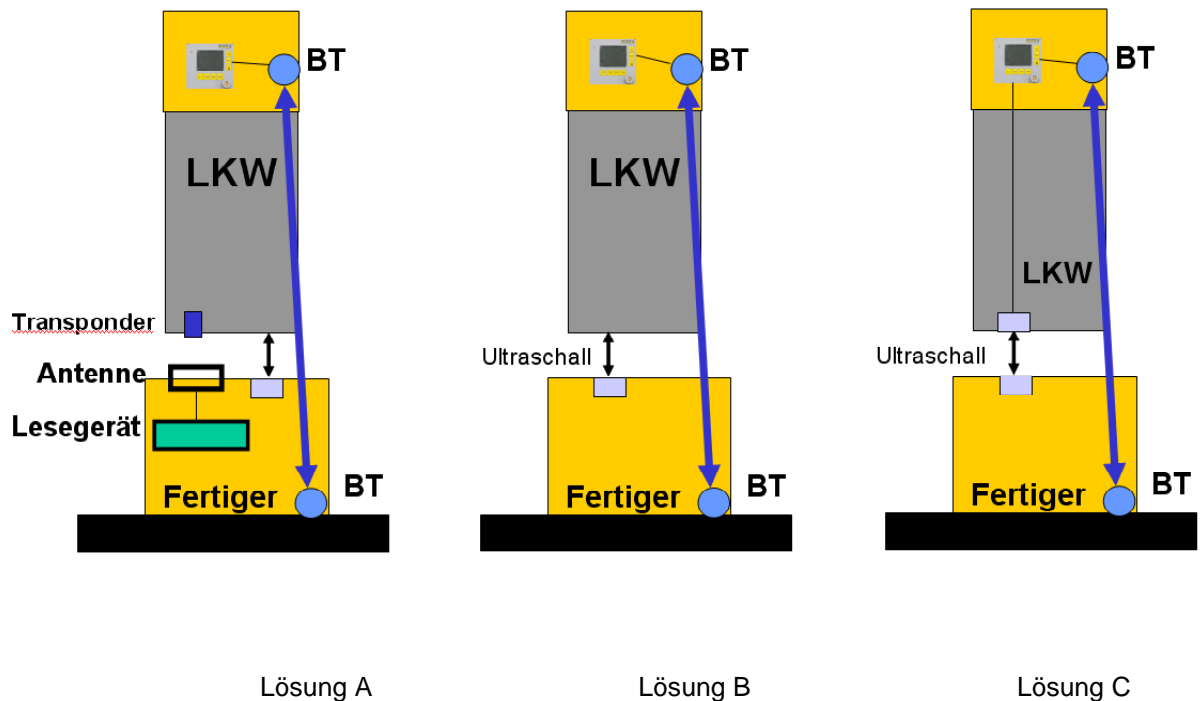 BT
LKW
Transponder
Antenne
Lesegerät
Fertiger
BT
BT
LKW
Ultraschall
Fertiger
BT
BT
LKW
Ultraschall
Fertiger
BT
Lösung A
Lösung B
Lösung C